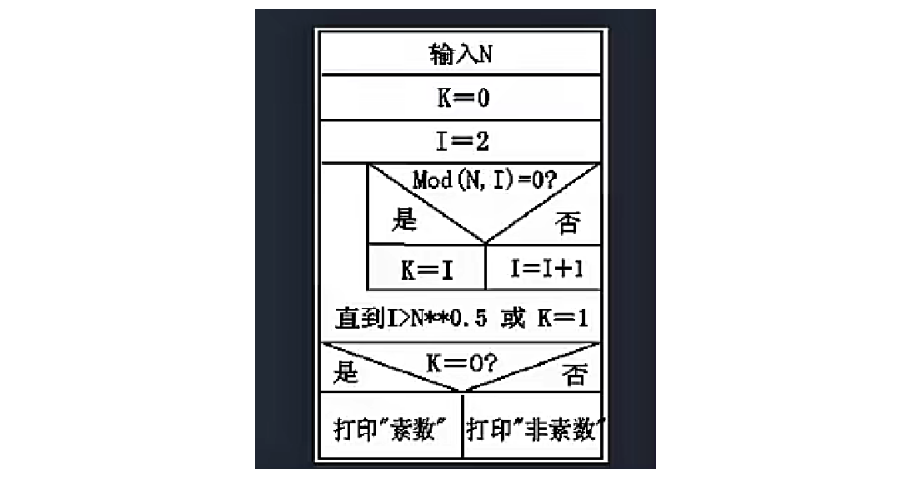 输入N
K=0
I=2
Mod(N,I)=0?
是 否
K=I I=I+1
直到I>N**0.5 或 K=1
K=0?
是 否
打印"素数" 打印"非素数"